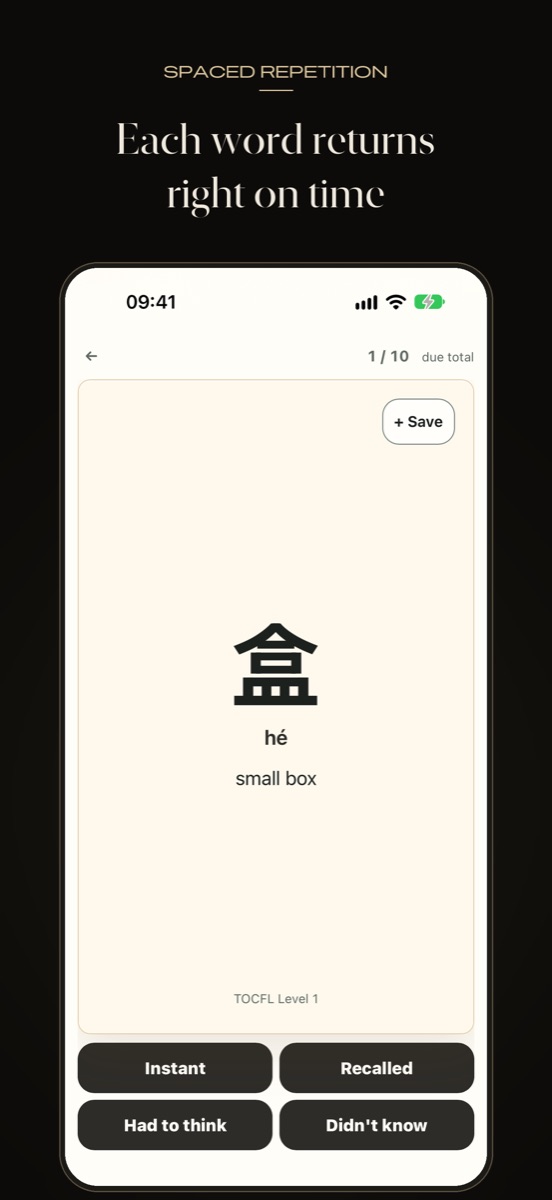 SPACED REPETITION
Each word returns
right on time
09:41
←
1 / 10 due total
+ Save
盒
hé
small box
TOCFL Level 1
Instant
Recalled
Had to think
Didn't know